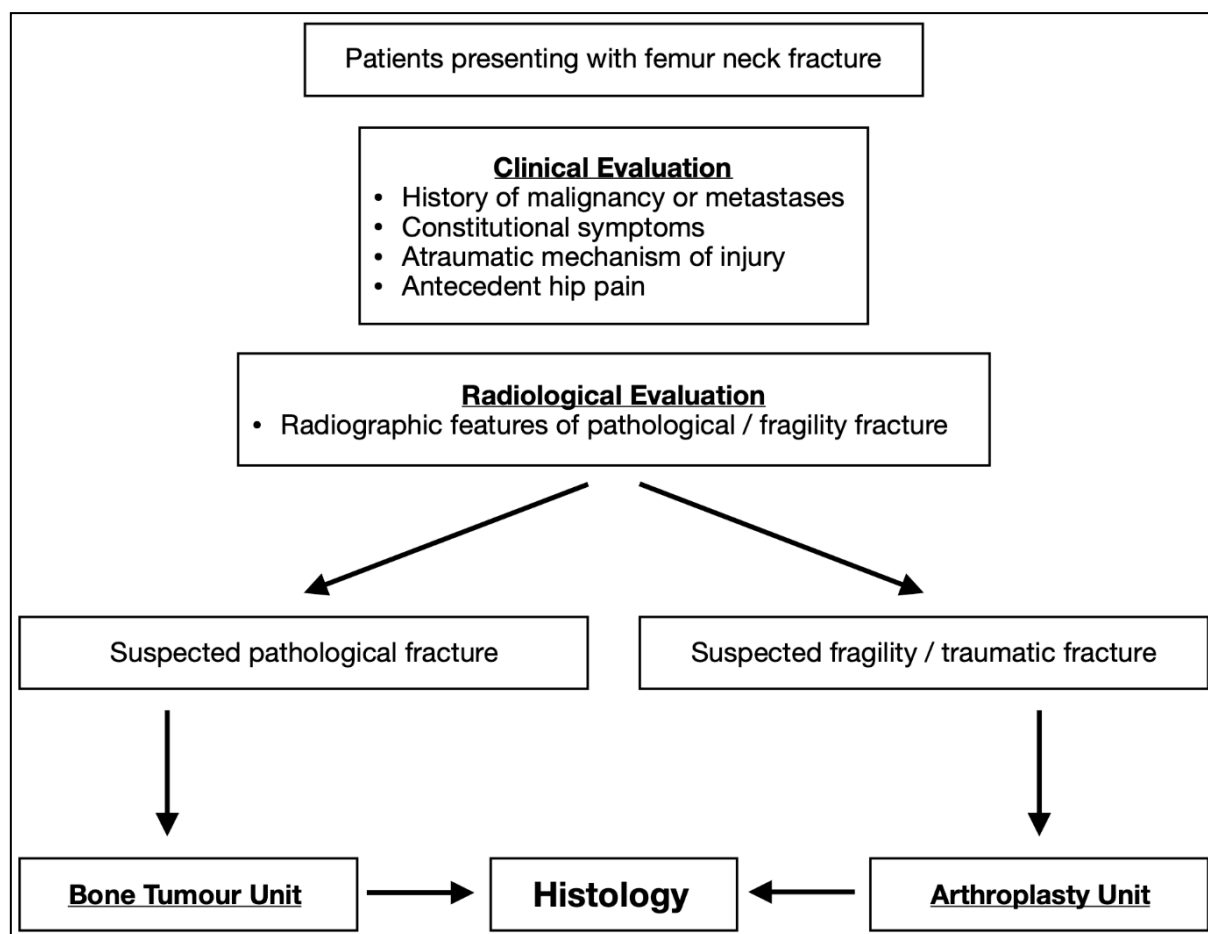 Patients presenting with femur neck fracture
Clinical Evaluation
• History of malignancy or metastases
• Constitutional symptoms
• Atraumatic mechanism of injury
• Antecedent hip pain
Radiological Evaluation
• Radiographic features of pathological / fragility fracture
Suspected pathological fracture
Suspected fragility / traumatic fracture
Bone Tumour Unit
Histology
Arthroplasty Unit